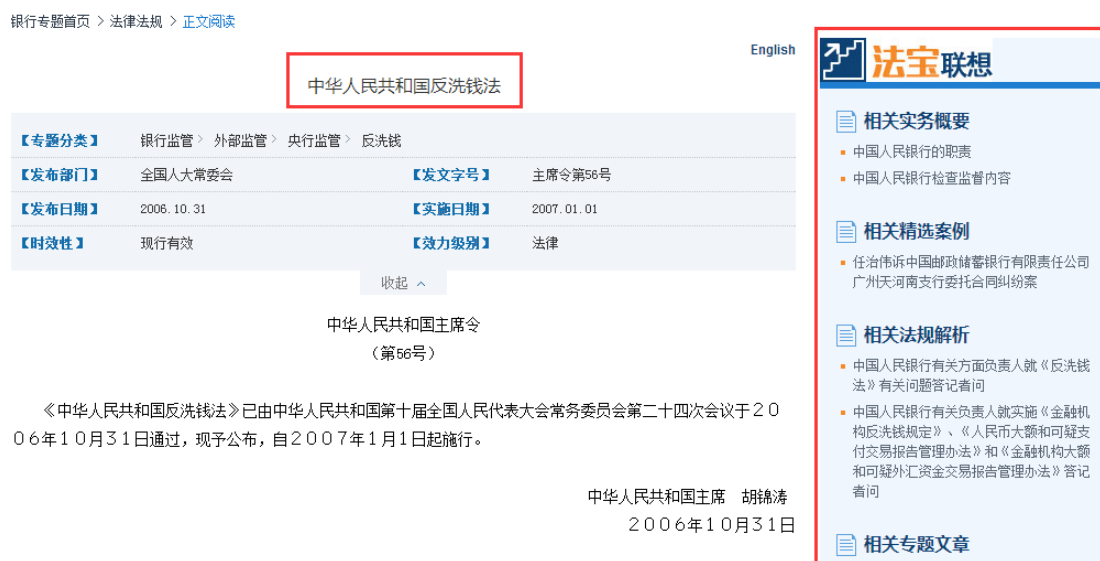 银行专题首页 > 法律法规 > 正文阅读
English
中华人民共和国反洗钱法
【专题分类】 银行监管> 外部监管> 央行监管> 反洗钱
【发布部门】 全国人大常委会 【发文字号】 主席令第56号
【发布日期】 2006.10.31 【实施日期】 2007.01.01
【时效性】 现行有效 【效力级别】 法律
收起
中华人民共和国主席令
（第56号）
《中华人民共和国反洗钱法》已由中华人民共和国第十届全国人民代表大会常务委员会第二十四次会议于２０
０６年１０月３１日通过，现予公布，自２００７年１月１日起施行。
中华人民共和国主席 胡锦涛
２００６年１０月３１日
法宝联想
相关实务概要
中国人民银行的职责
中国人民银行检查监督内容
相关精选案例
任治伟诉中国邮政储蓄银行有限责任公司
广州天河南支行委托合同纠纷案
相关法规解析
中国人民银行有关方面负责人就《反洗钱
法》有关问题答记者问
中国人民银行有关负责人就实施《金融机
构反洗钱规定》、《人民币大额和可疑支
付交易报告管理办法》和《金融机构大额
和可疑外汇资金交易报告管理办法》答记
者问
相关专题文章